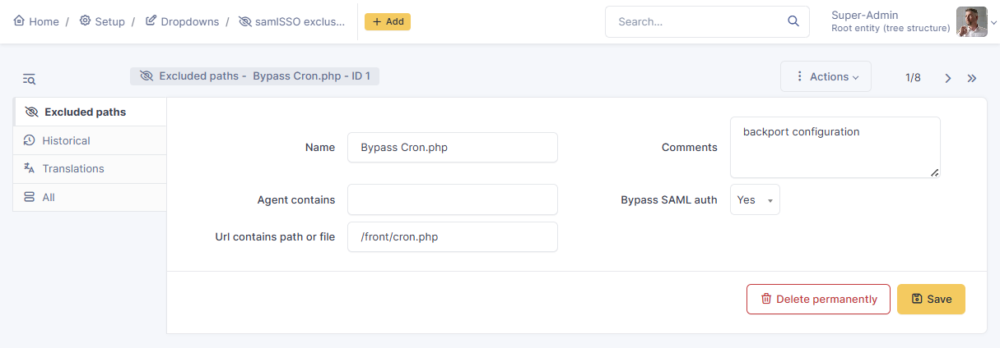 Home / Setup / Dropdowns / samlSSO exclus... + Add Search... Super-Admin
Root entity (tree structure)
Excluded paths - Bypass Cron.php - ID 1 Actions 1/8
Excluded paths
Historical
Translations
All
Name Bypass Cron.php Comments backport configuration
Agent contains Bypass SAML auth Yes
Url contains path or file /front/cron.php
Delete permanently Save